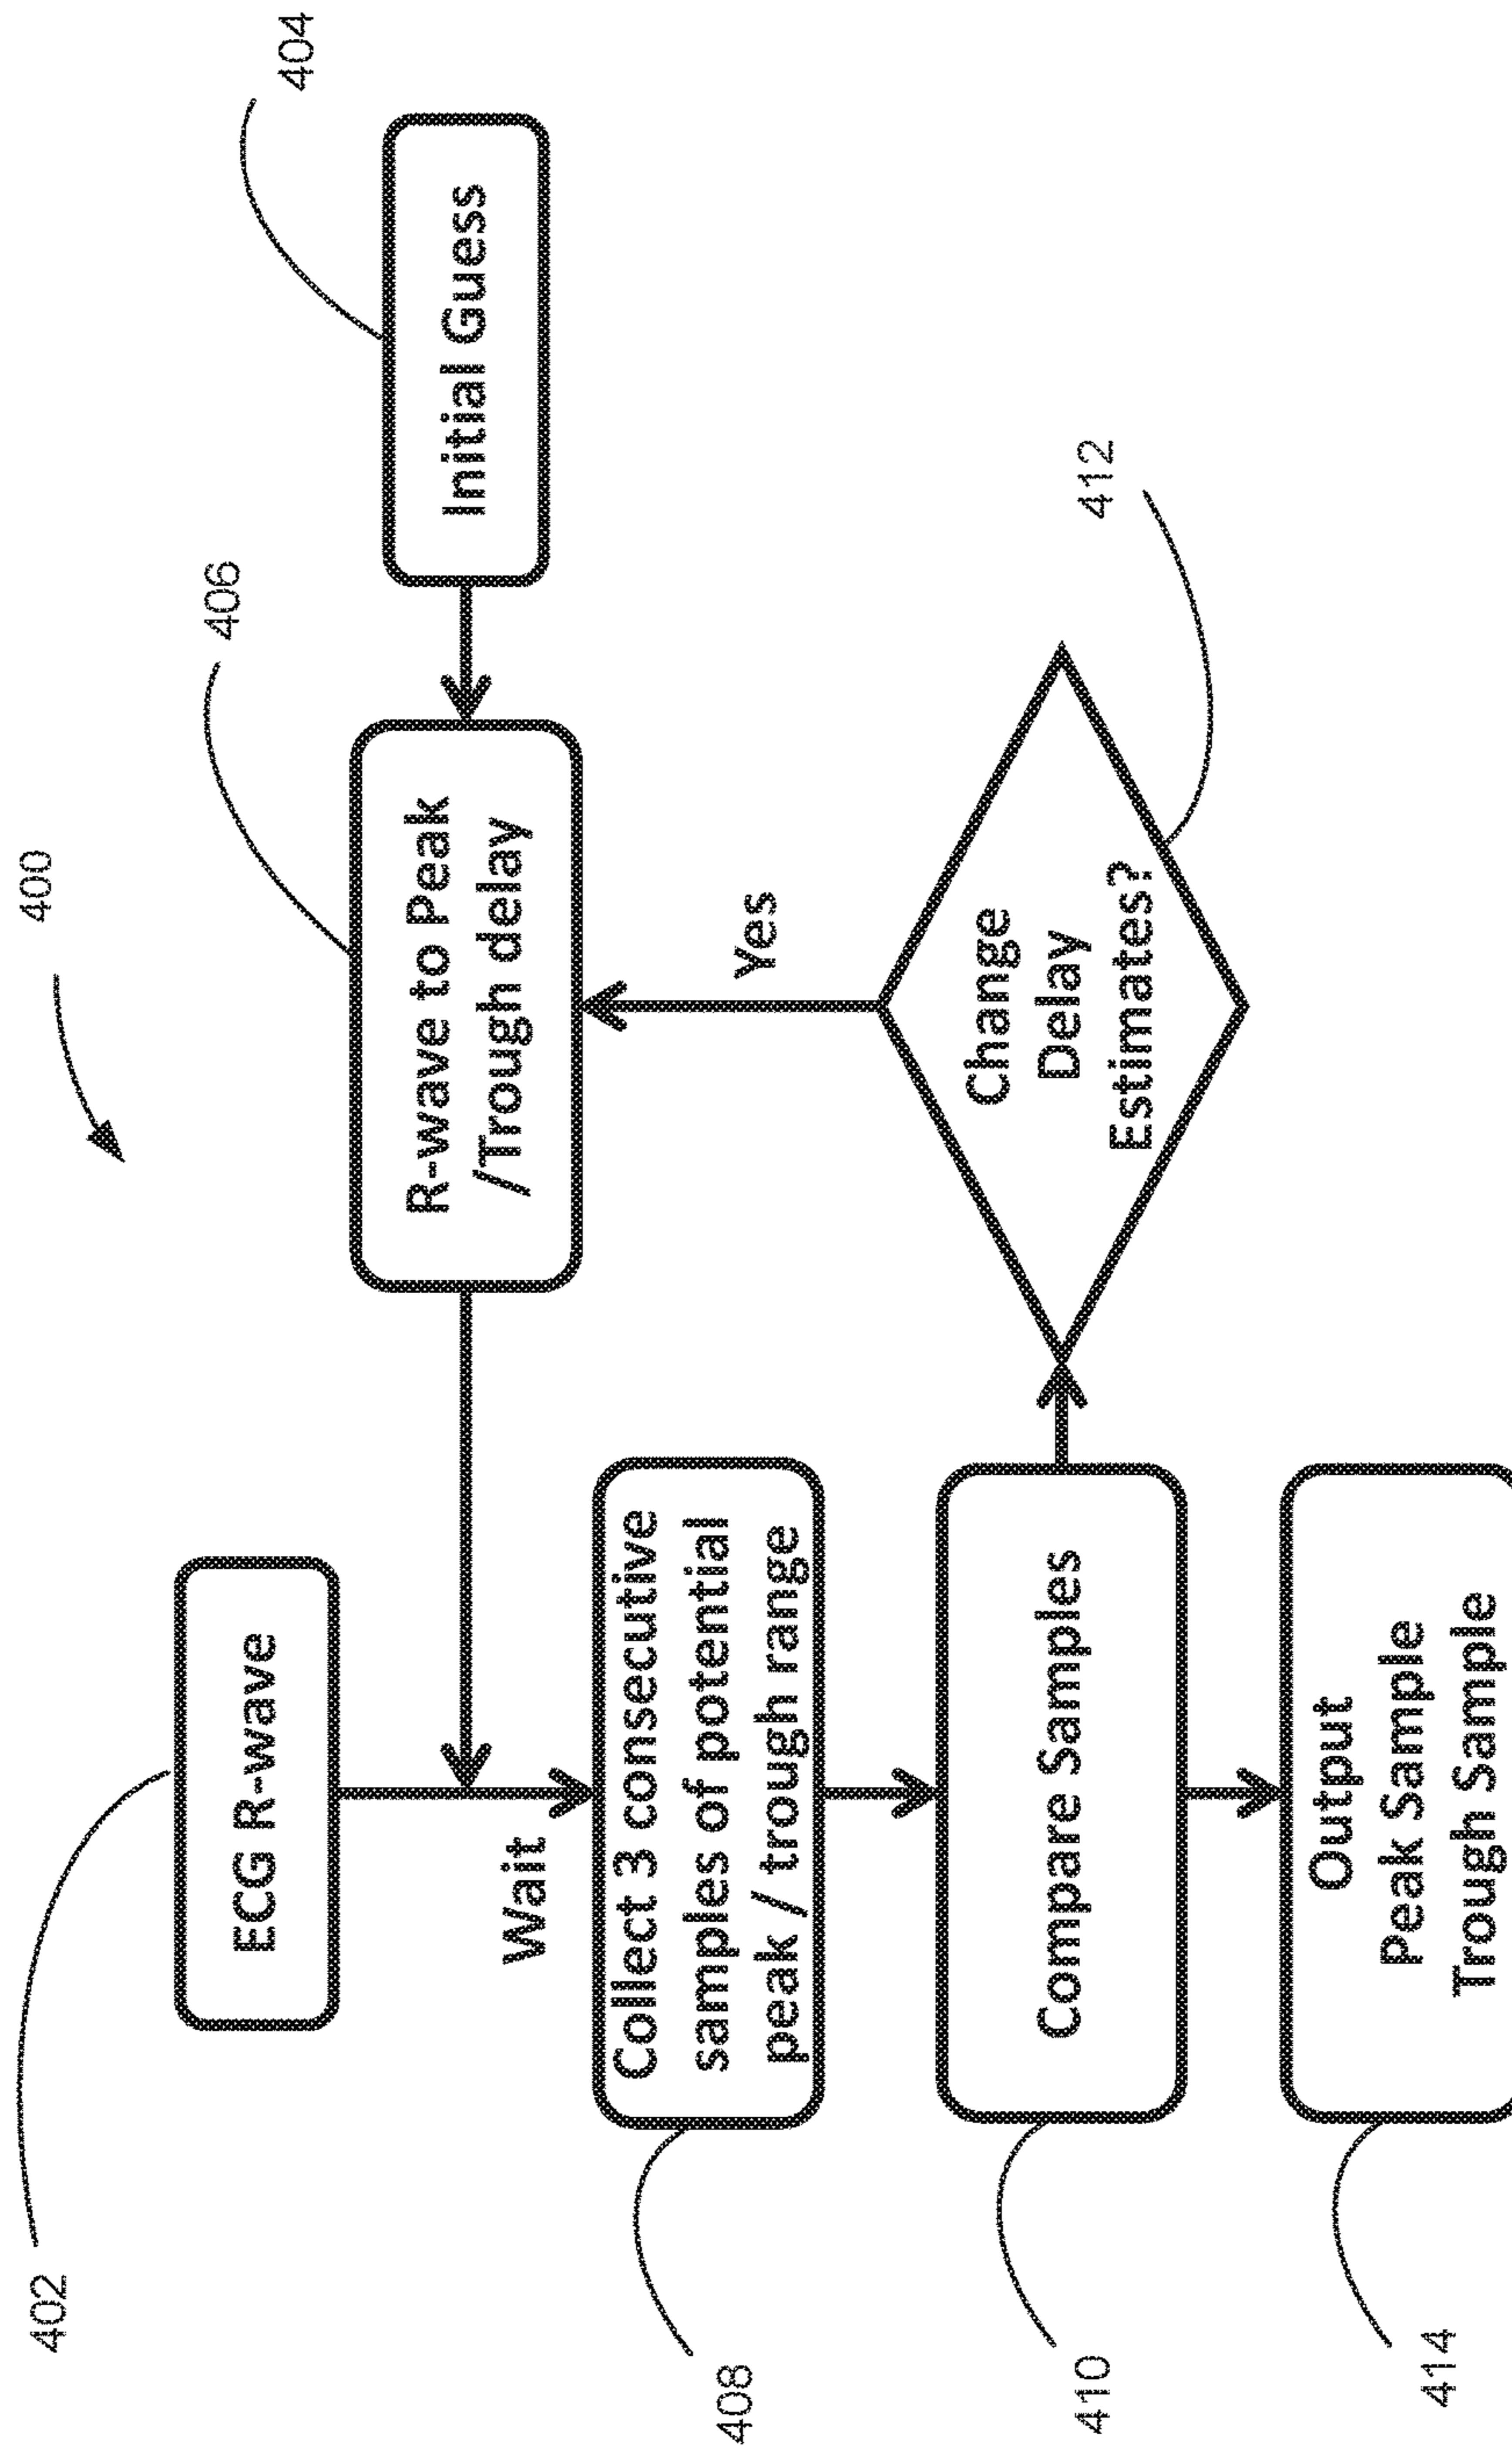 400
402
ECG R-wave
404
Initial Guess
406
R-wave to Peak
/Trough delay
Wait
408
Collect 3 consecutive
samples of potential
peak / trough range
Yes
410
Compare Samples
412
Change
Delay
Estimates?
414
Output
Peak Sample
Trough Sample